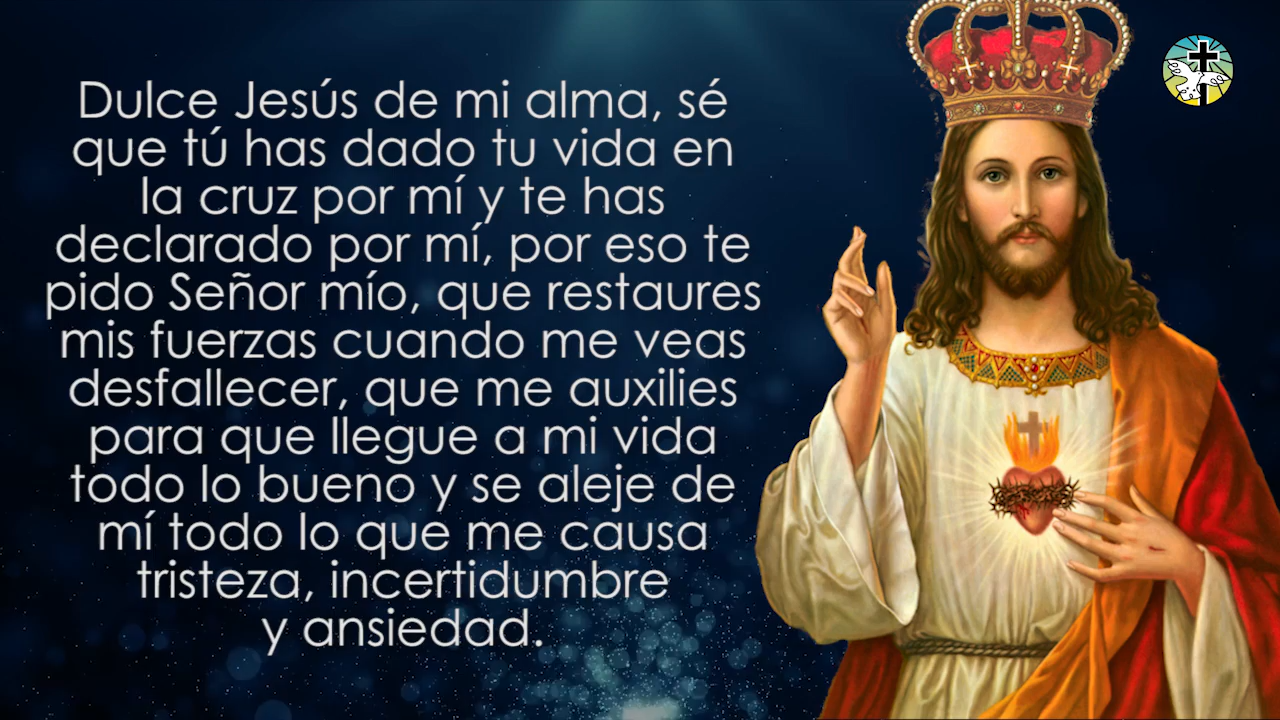 Dulce Jesús de mi alma, sé
que tú has dado tu vida en
la cruz por mí y te has
declarado por mí, por eso te
pido Señor mío, que restaures
mis fuerzas cuando me veas
desfallecer, que me auxilies
para que llegue a mi vida
todo lo bueno y se aleje de
mí todo lo que me causa
tristeza, incertidumbre
y ansiedad.